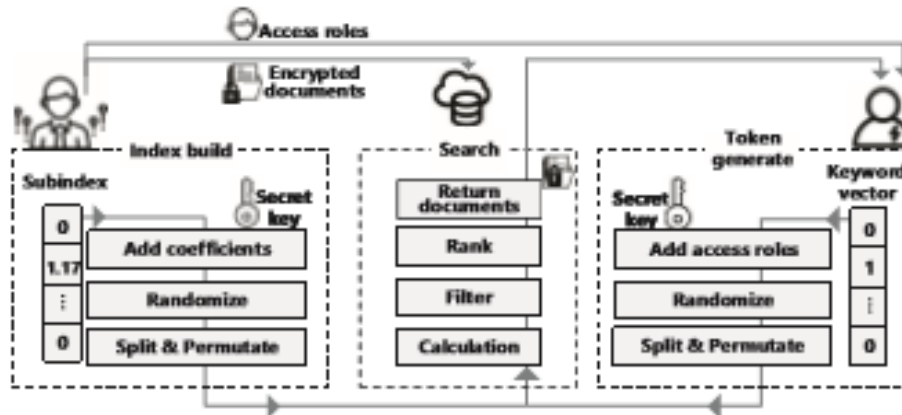 Access roles
Encrypted
documents
Index build
Search
Token
generate
Subindex
Secret
key
0
1.17
⋮
0
Add coefficients
Randomize
Split & Permutate
Return
documents
Rank
Filter
Calculation
Secret
key
Keyword
vector
Add access roles
Randomize
Split & Permutate
0
1
⋮
0